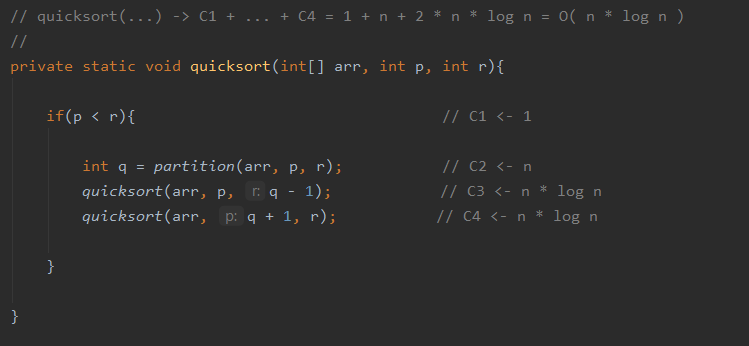 // quicksort(...) -> C1 + ... + C4 = 1 + n + 2 * n * log n = O( n * log n )
//
private static void quicksort(int[] arr, int p, int r){
if(p < r){ // C1 <- 1
int q = partition(arr, p, r); // C2 <- n
quicksort(arr, p, r: q - 1); // C3 <- n * log n
quicksort(arr, p: q + 1, r); // C4 <- n * log n
}
}